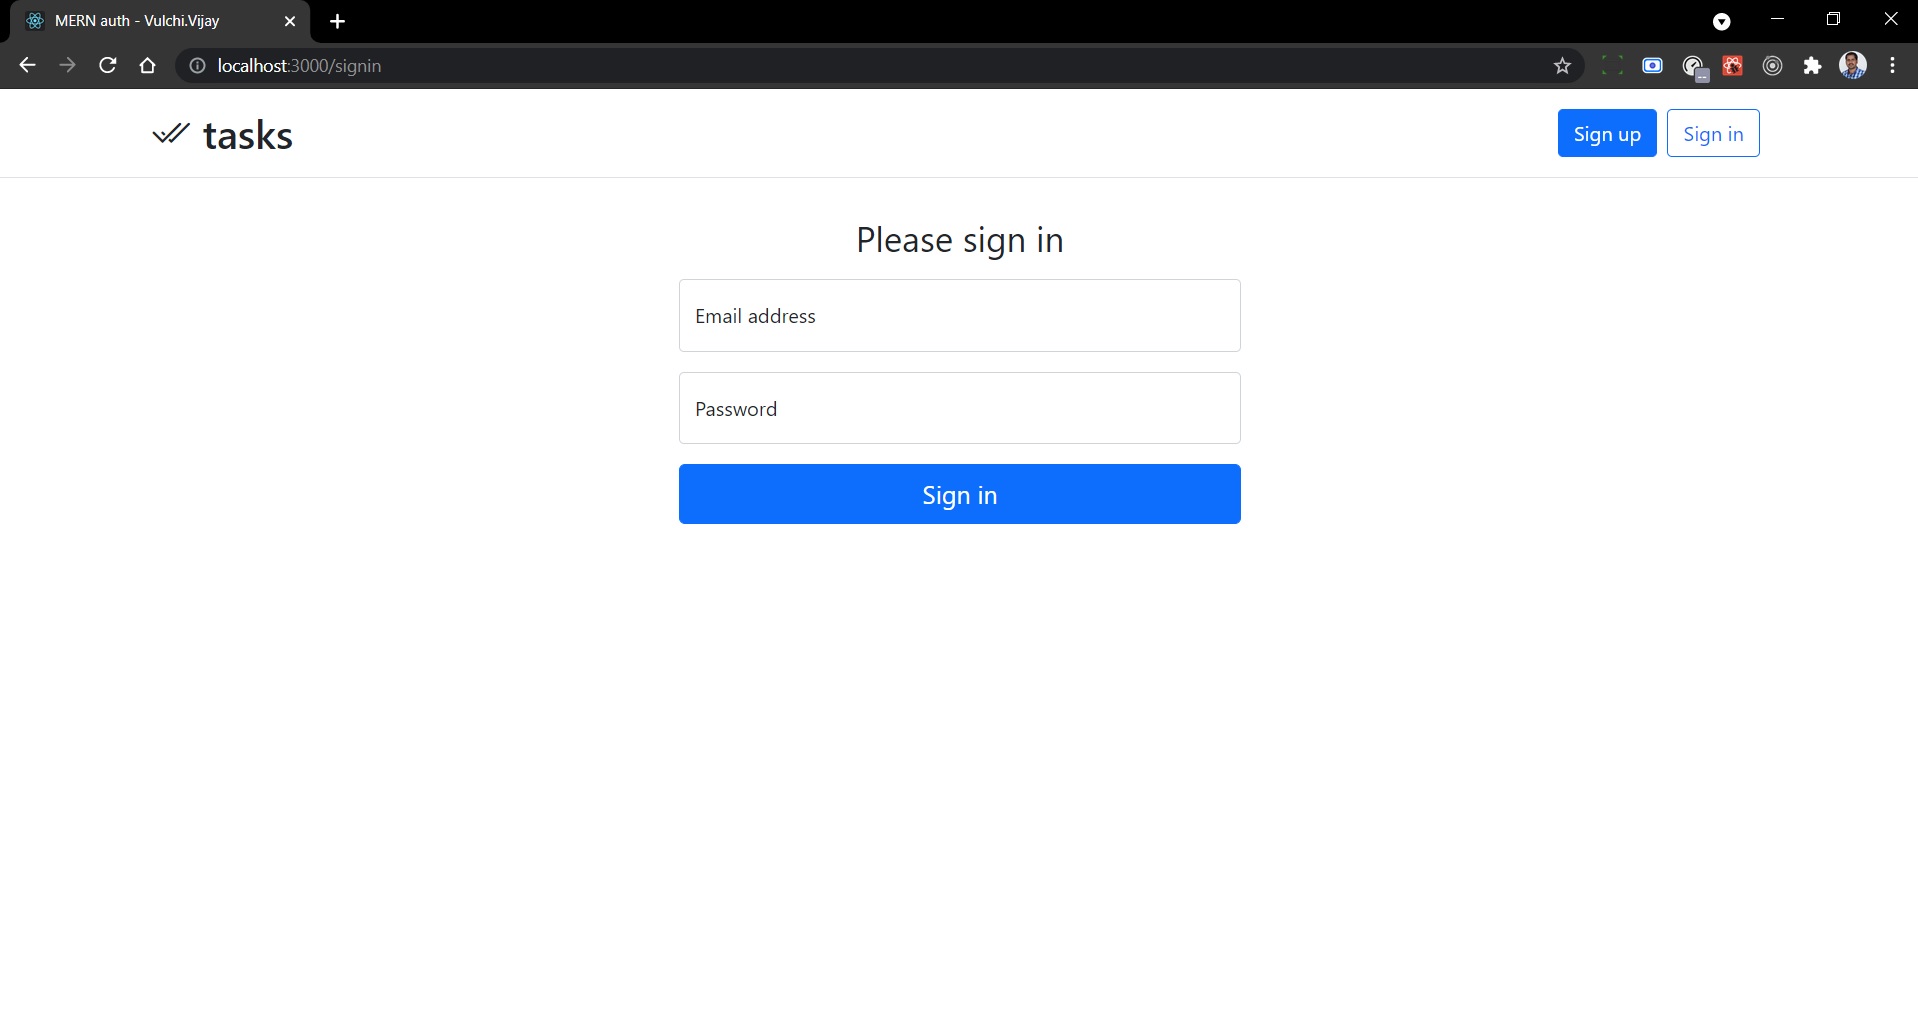 MERN auth - Vulchi.Vijay
localhost:3000/signin
tasks
Sign up
Sign in
Please sign in
Email address
Password
Sign in